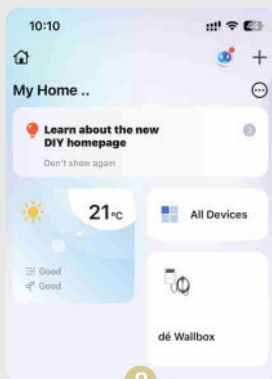 10:10
44
My Home ..
Learn about the new
DIY homepage
Don't show again
21°C
All Devices
Good
Good
dé Wallbox